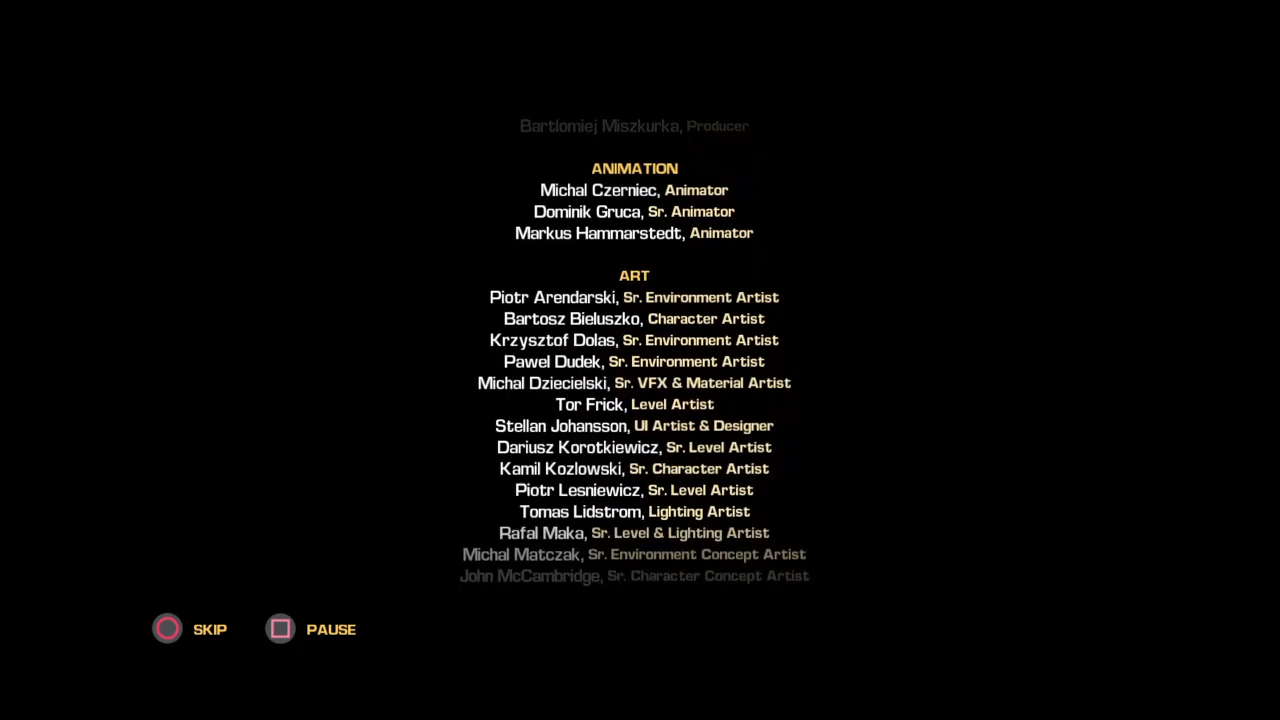 Bartlomiej Miszkurka, Producer
ANIMATION
Michal Czerniec, Animator
Dominik Gruca, Sr. Animator
Markus Hammarstedt, Animator
ART
Piotr Arendarski, Sr. Environment Artist
Bartosz Bieluszko, Character Artist
Krzysztof Dolas, Sr. Environment Artist
Pawel Dudek, Sr. Environment Artist
Michal Dziecielski, Sr. VFX & Material Artist
Tor Frick, Level Artist
Stellan Johansson, UI Artist & Designer
Dariusz Korotkiewicz, Sr. Level Artist
Kamil Kozlowski, Sr. Character Artist
Piotr Lesniewicz, Sr. Level Artist
Tomas Lidstrom, Lighting Artist
Rafal Maka, Sr. Level & Lighting Artist
Michal Matczak, Sr. Environment Concept Artist
John McCambridge, Sr. Character Concept Artist
SKIP PAUSE